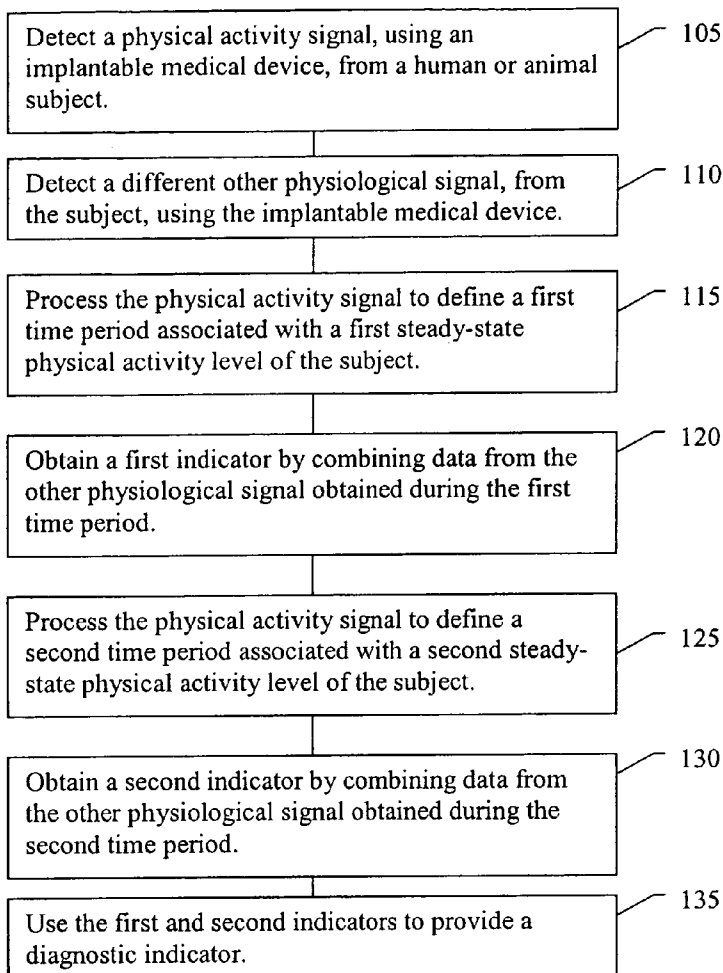 Detect a physical activity signal, using an
implantable medical device, from a human or animal
subject.
105
Detect a different other physiological signal, from
the subject, using the implantable medical device.
110
Process the physical activity signal to define a first
time period associated with a first steady-state
physical activity level of the subject.
115
Obtain a first indicator by combining data from the
other physiological signal obtained during the first
time period.
120
Process the physical activity signal to define a
second time period associated with a second steady-
state physical activity level of the subject.
125
Obtain a second indicator by combining data from
the other physiological signal obtained during the
second time period.
130
Use the first and second indicators to provide a
diagnostic indicator.
135